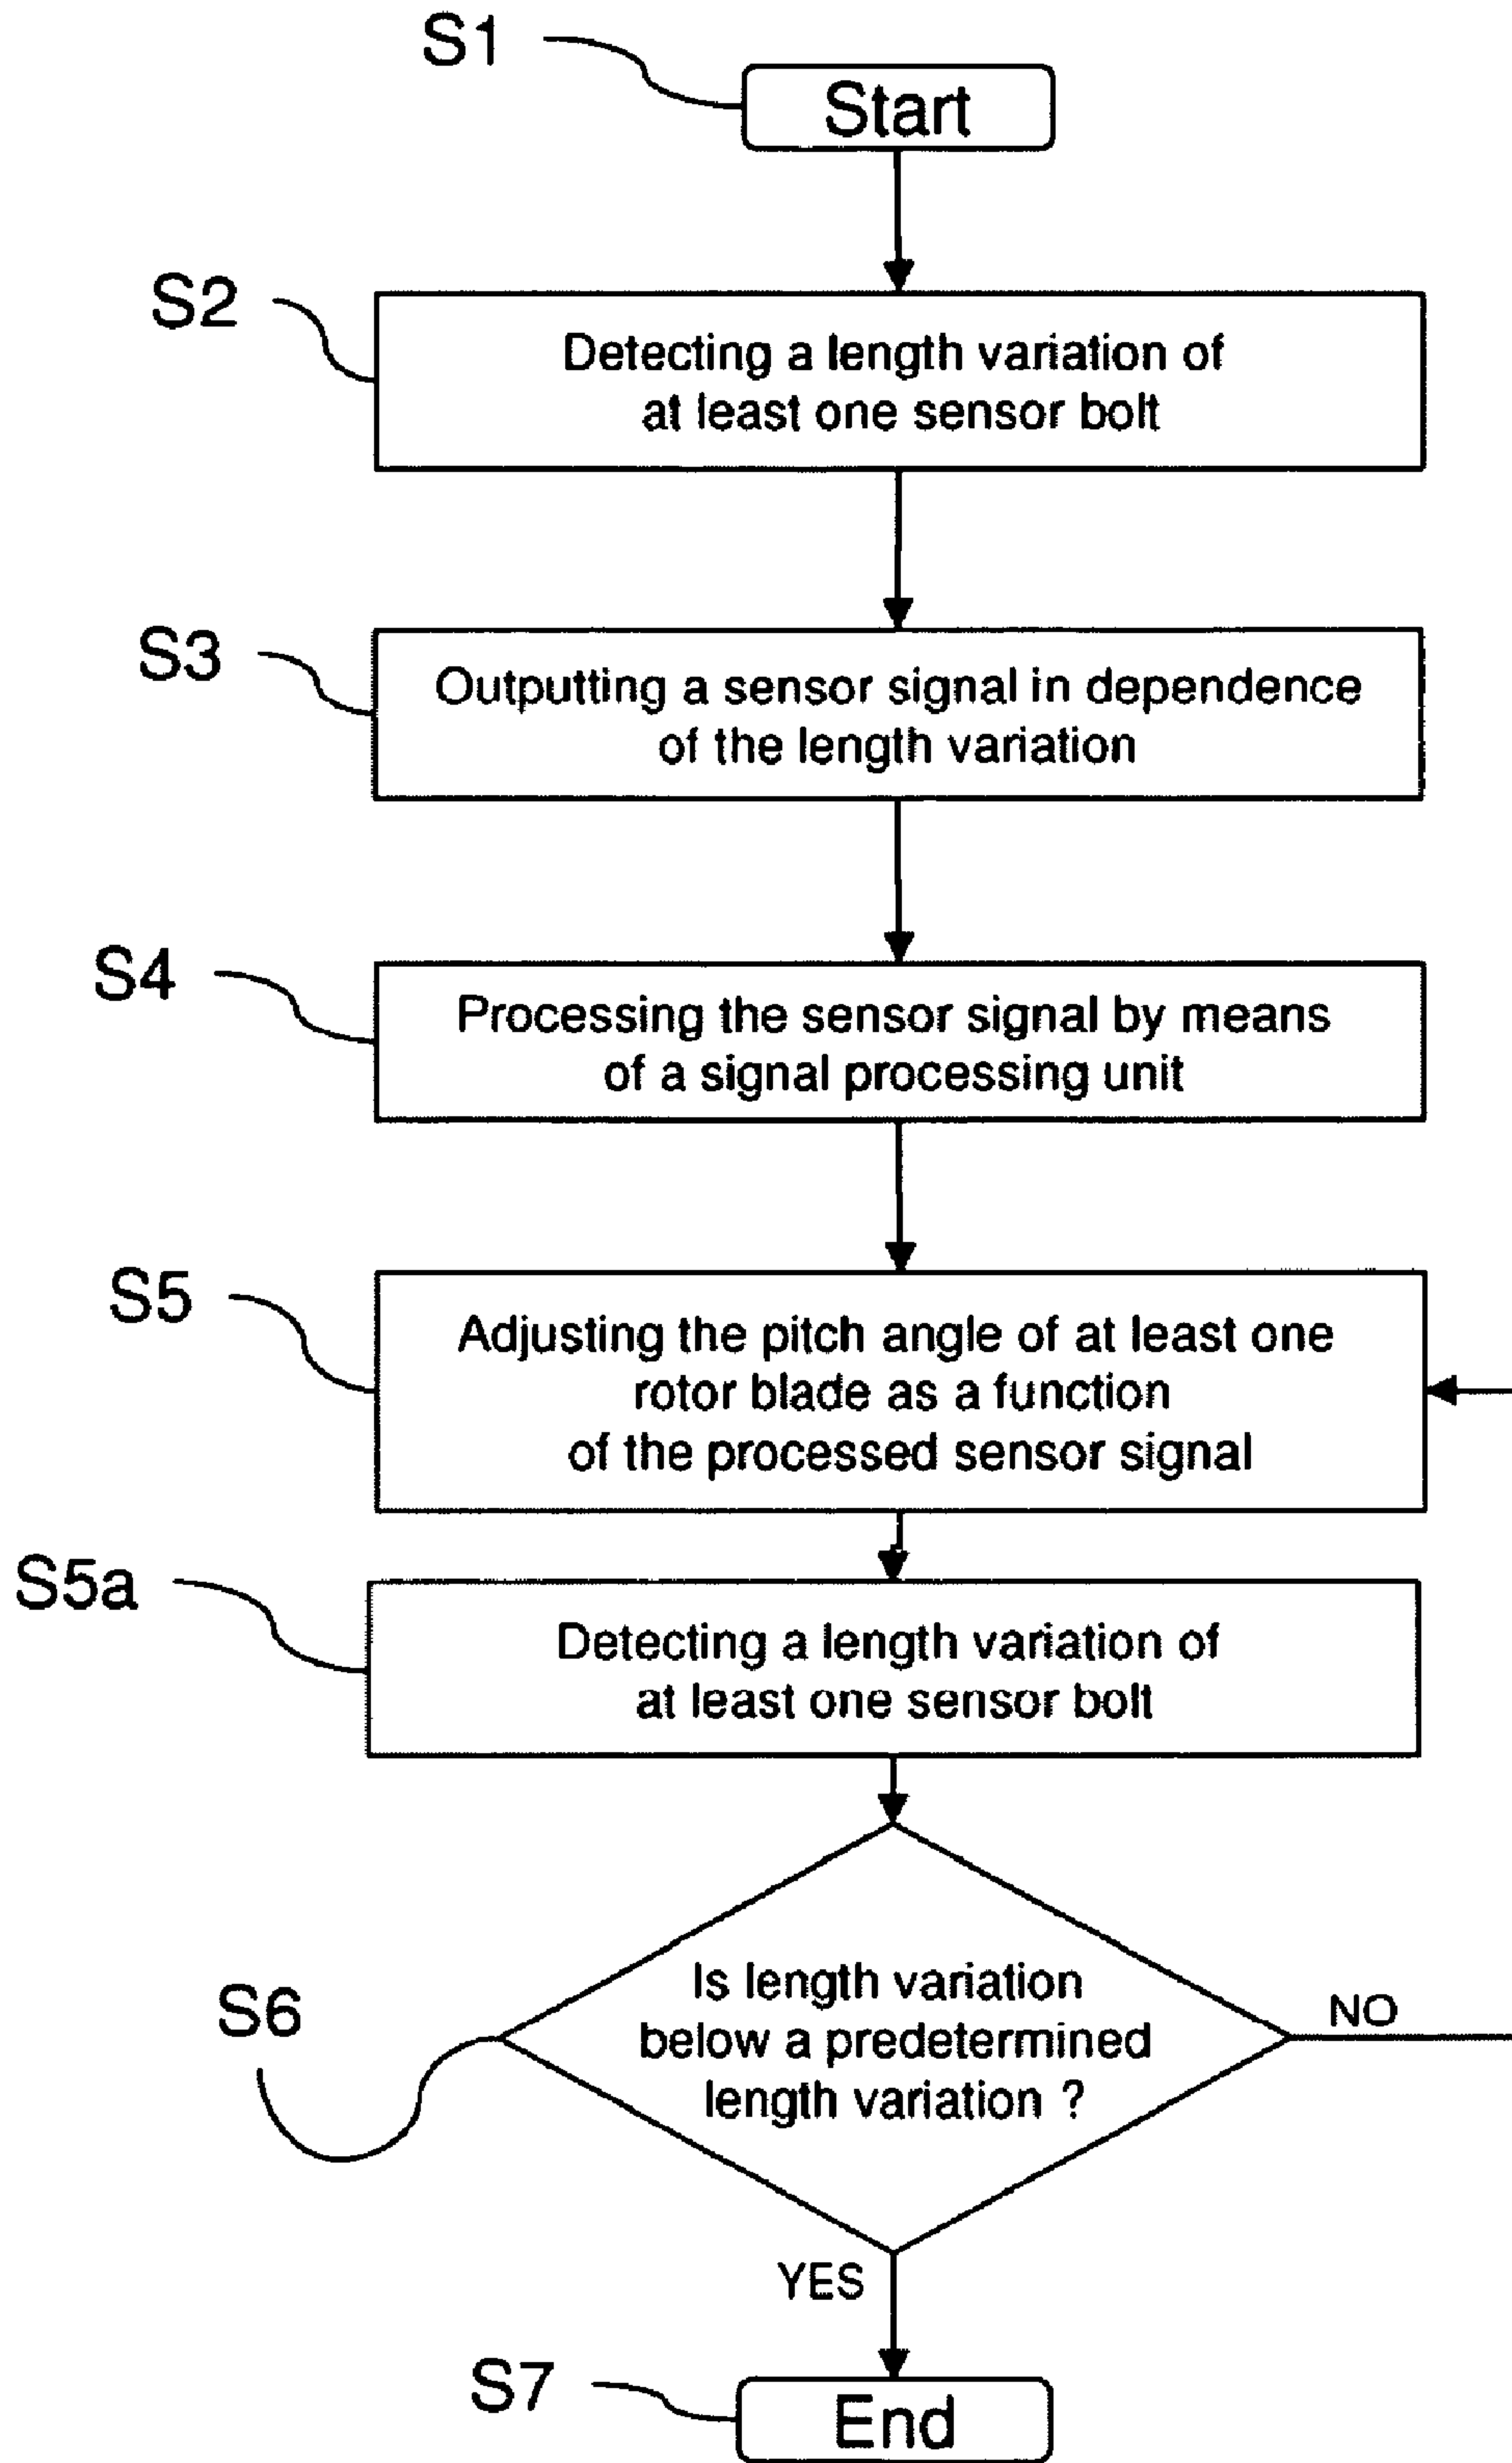 S1
Start
S2
Detecting a length variation of
at least one sensor bolt
S3
Outputting a sensor signal in dependence
of the length variation
S4
Processing the sensor signal by means
of a signal processing unit
S5
Adjusting the pitch angle of at least one
rotor blade as a function
of the processed sensor signal
S5a
Detecting a length variation of
at least one sensor bolt
S6
Is length variation
below a predetermined
length variation ?
NO
YES
S7
End